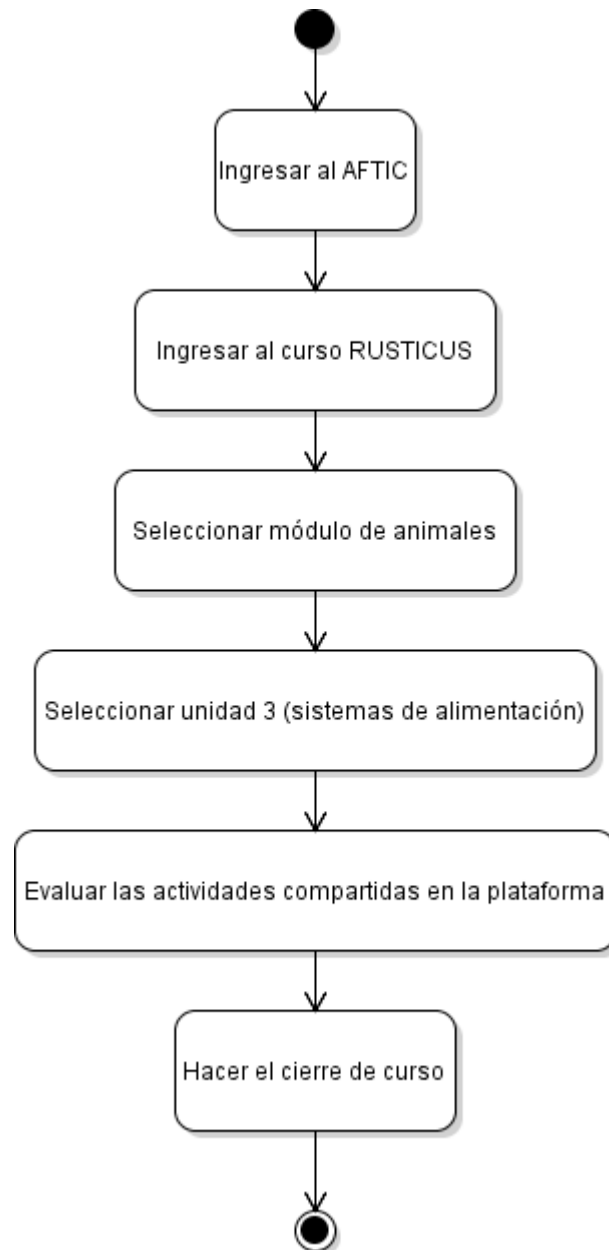 Ingresar al AFTIC
Ingresar al curso RUSTICUS
Seleccionar módulo de animales
Seleccionar unidad 3 (sistemas de alimentación)
Evaluar las actividades compartidas en la plataforma
Hacer el cierre de curso